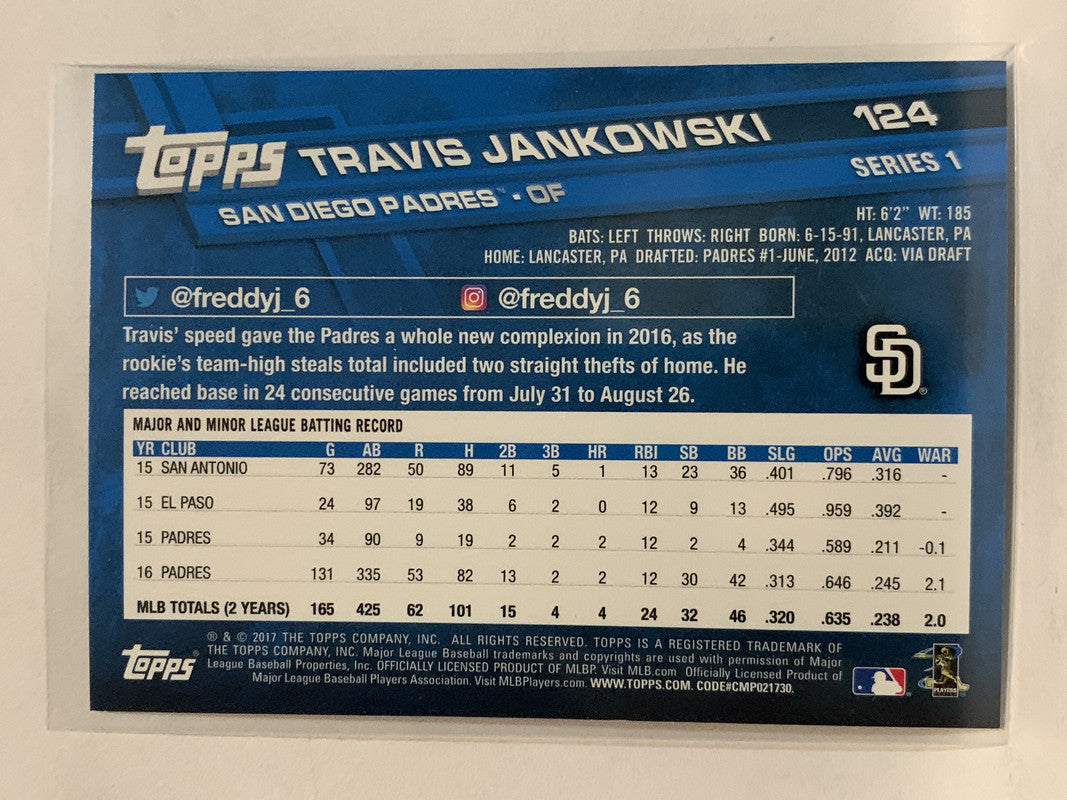 topps TRAVIS JANKOWSKI 124
SAN DIEGO PADRES™ • OF SERIES 1
HT: 6'2" WT: 185
BATS: LEFT THROWS: RIGHT BORN: 6-15-91, LANCASTER, PA
HOME: LANCASTER, PA DRAFTED: PADRES #1-JUNE, 2012 ACQ: VIA DRAFT
@freddyj_6 @freddyj_6
Travis' speed gave the Padres a whole new complexion in 2016, as the
rookie's team-high steals total included two straight thefts of home. He
reached base in 24 consecutive games from July 31 to August 26.
SD®
MAJOR AND MINOR LEAGUE BATTING RECORD
YR CLUB G AB R H 2B 3B HR RBI SB BB SLG OPS AVG WAR
15 SAN ANTONIO 73 282 50 89 11 5 1 13 23 36 .401 .796 .316 -
15 EL PASO 24 97 19 38 6 2 0 12 9 13 .495 .959 .392 -
15 PADRES 34 90 9 19 2 2 2 12 2 4 .344 .589 .211 -0.1
16 PADRES 131 335 53 82 13 2 2 12 30 42 .313 .646 .245 2.1
MLB TOTALS (2 YEARS) 165 425 62 101 15 4 4 24 32 46 .320 .635 .238 2.0
topps
® & © 2017 THE TOPPS COMPANY, INC. ALL RIGHTS RESERVED. TOPPS IS A REGISTERED TRADEMARK OF
THE TOPPS COMPANY, INC. Major League Baseball trademarks and copyrights are used with permission of Major
League Baseball Properties, Inc. OFFICIALLY LICENSED PRODUCT OF MLBP. Visit MLB.com Officially Licensed Product of
Major League Baseball Players Association. Visit MLBPlayers.com. WWW.TOPPS.COM. CODE#CMP021730.
PLAYERS